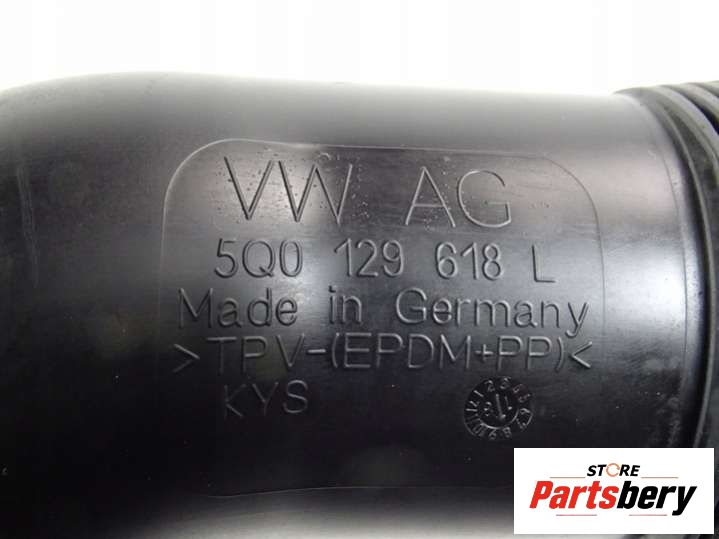 VW AG
5Q0 129 618 L
Made in Germany
>TPV-(EPDM+PP)<
KYS
STORE
Partsbery